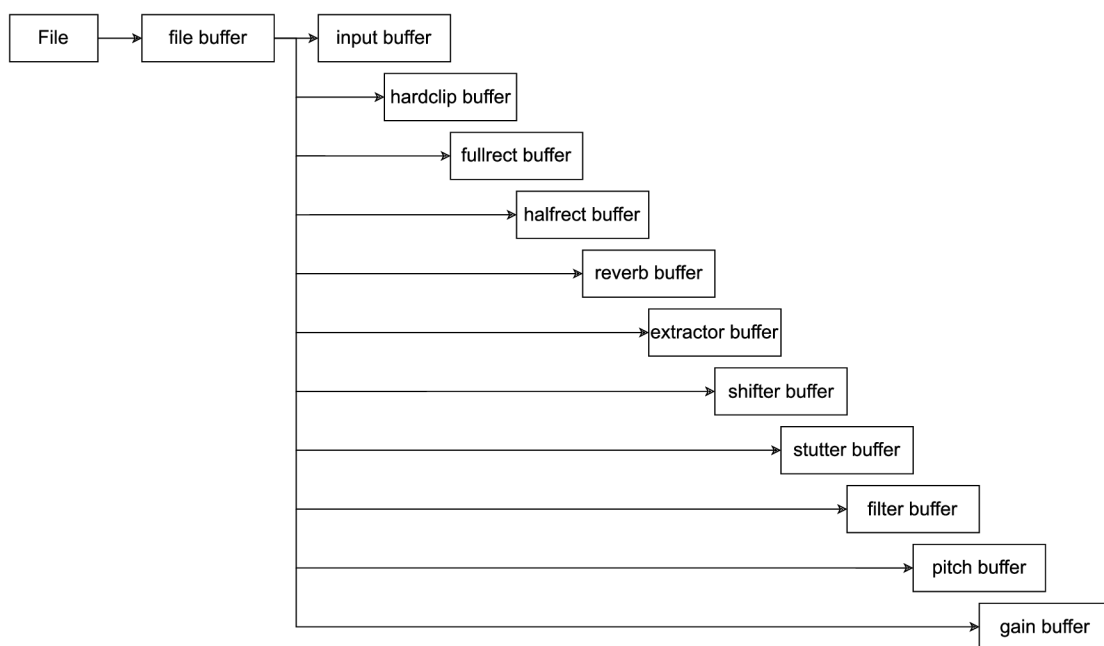 File
file buffer
input buffer
hardclip buffer
fullrect buffer
halfrect buffer
reverb buffer
extractor buffer
shifter buffer
stutter buffer
filter buffer
pitch buffer
gain buffer